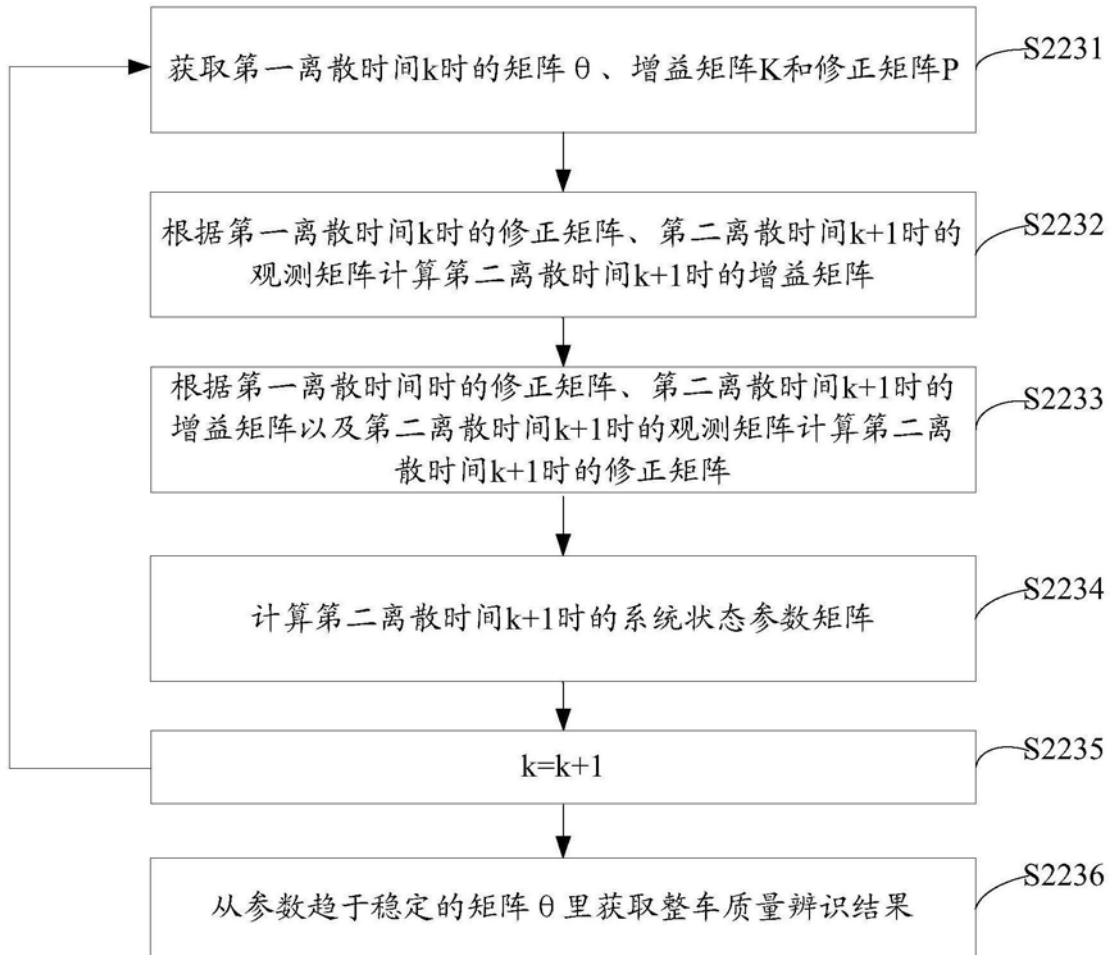 获取第一离散时间k时的矩阵θ、增益矩阵K和修正矩阵P
S2231
根据第一离散时间k时的修正矩阵、第二离散时间k+1时的
观测矩阵计算第二离散时间k+1时的增益矩阵
S2232
根据第一离散时间时的修正矩阵、第二离散时间k+1时的
增益矩阵以及第二离散时间k+1时的观测矩阵计算第二离
散时间k+1时的修正矩阵
S2233
计算第二离散时间k+1时的系统状态参数矩阵
S2234
k=k+1
S2235
从参数趋于稳定的矩阵θ里获取整车质量辨识结果
S2236